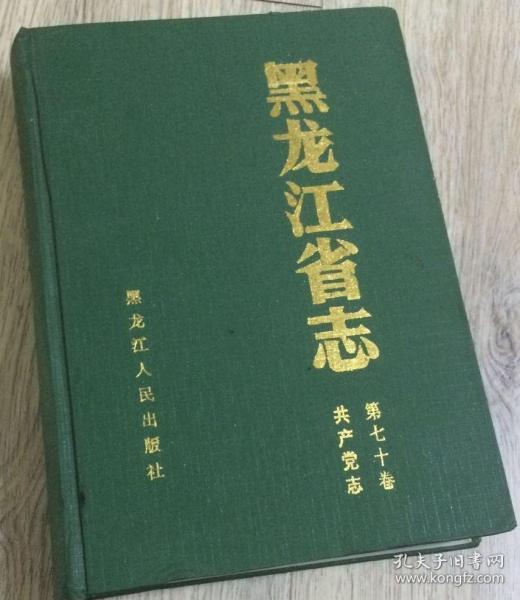 黑龙江省志
第七十卷
共产党志
黑龙江人民出版社
孔夫子旧书网
www.kongfz.com